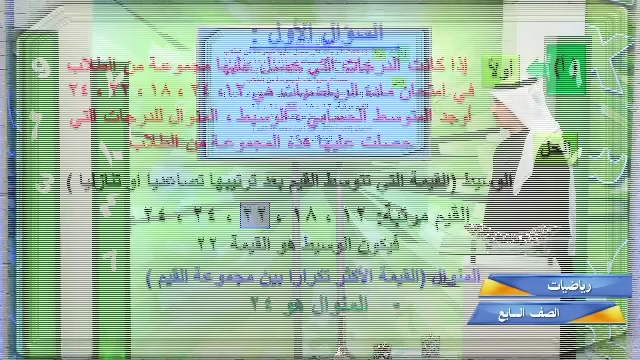 السؤال الأول :
(أ)
أولاً
إذا كانت الدرجات التي حصل عليها مجموعة من الطلاب
في امتحان مادة الرياضيات هي ١٢، ٢٤ ، ١٨ ، ٢٢ ، ٢٤
أوجد المتوسط الحسابي ، الوسيط ، المنوال للدرجات التي
حصلت عليها هذه المجموعة من الطلاب
الحل
الوسيط (القيمة التي تتوسط القيم بعد ترتيبها تصاعديا او تنازليا )
القيم مرتبة: ١٢ ، ١٨ ، ٢٢ ، ٢٤ ، ٢٤
فيكون الوسيط هو القيمة ٢٢
المنوال (القيمة الأكثر تكرارا بين مجموعة القيم )
المنوال هو ٢٤
رياضيات
الصف السابع